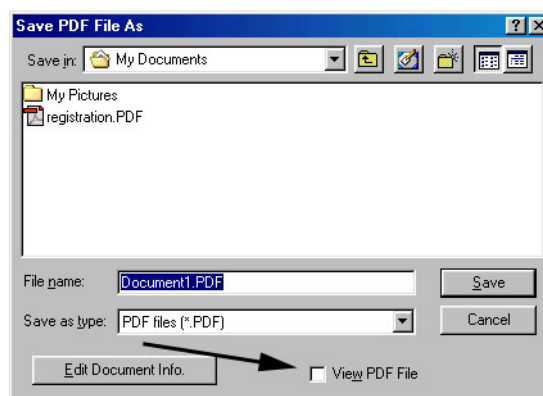 Save PDF File As
Save in: My Documents
My Pictures
registration.PDF
File name: Document1.PDF Save
Save as type: PDF files (*.PDF) Cancel
Edit Document Info. View PDF File